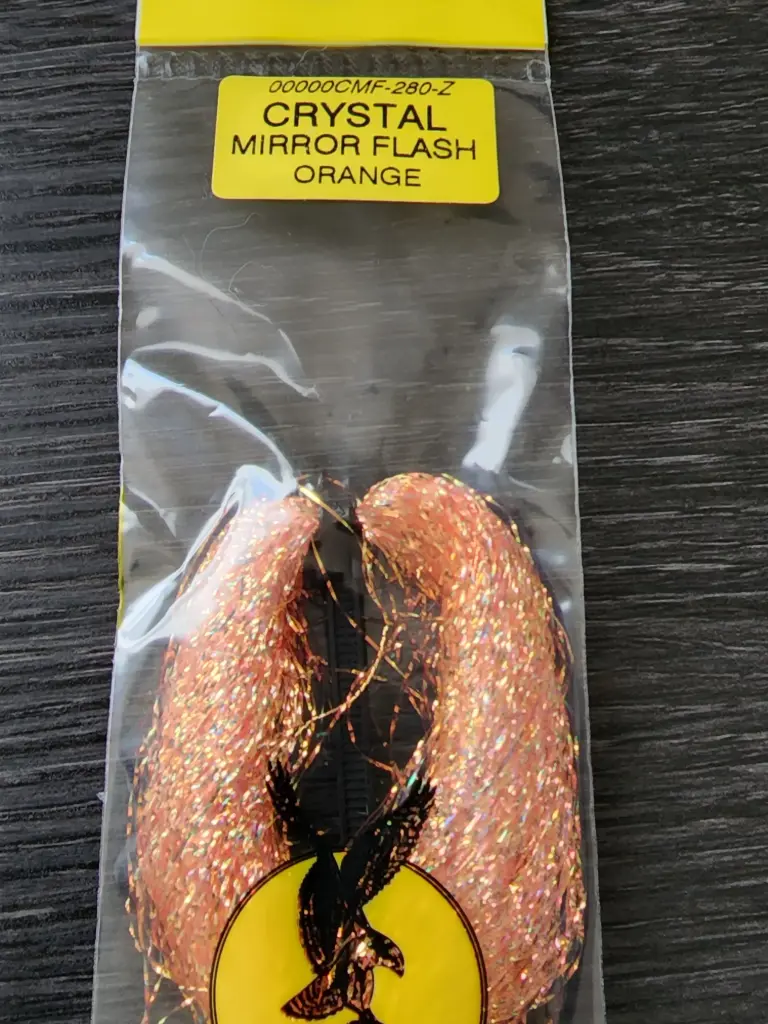 00000CMF-280-Z
CRYSTAL
MIRROR FLASH
ORANGE